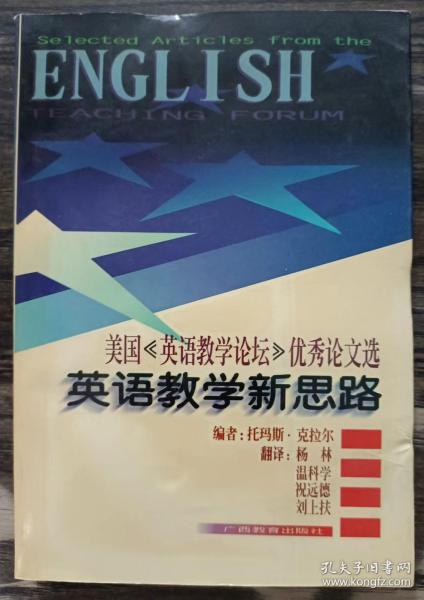 Selected Articles from the
ENGLISH
TEACHING FORUM
美国《英语教学论坛》优秀论文选
英语教学新思路
编者:托玛斯·克拉尔
翻译:杨 林
温科学
祝远德
刘上扶
广西教育出版社
孔夫子旧书网
www.kongfz.com